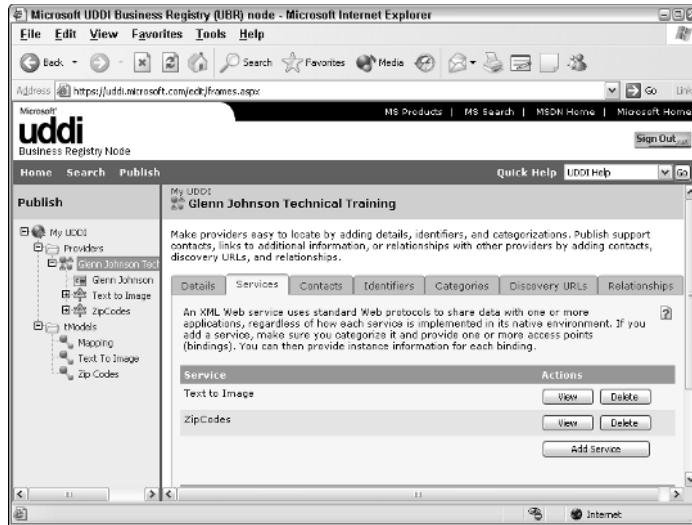 Microsoft UDDI Business Registry (UBR) node - Microsoft Internet Explorer
File Edit View Favorites Tools Help
Back Search Favorites Media
Address https://uddi.microsoft.com/edit/frames.aspx Go Link
MS Products | MS Search | MSDN Home | Microsoft Home
Microsoft
uddi
Business Registry Node
Sign Out
Home Search Publish Quick Help UDDI Help Go
Publish
My UDDI
Providers
Glenn Johnson Tech
Glenn Johnson
Text to Image
ZipCodes
tModels
Mapping
Text To Image
Zip Codes
My UDDI
Glenn Johnson Technical Training
Make providers easy to locate by adding details, identifiers, and categorizations. Publish support
contacts, links to additional information, or relationships with other providers by adding contacts,
discovery URLs, and relationships.
Details Services Contacts Identifiers Categories Discovery URLs Relationships
An XML Web service uses standard Web protocols to share data with one or more
applications, regardless of how each service is implemented in its native environment. If you
add a service, make sure you categorize it and provide one or more access points
(bindings). You can then provide instance information for each binding.
Service Actions
Text to Image View Delete
ZipCodes View Delete
Add Service
Internet